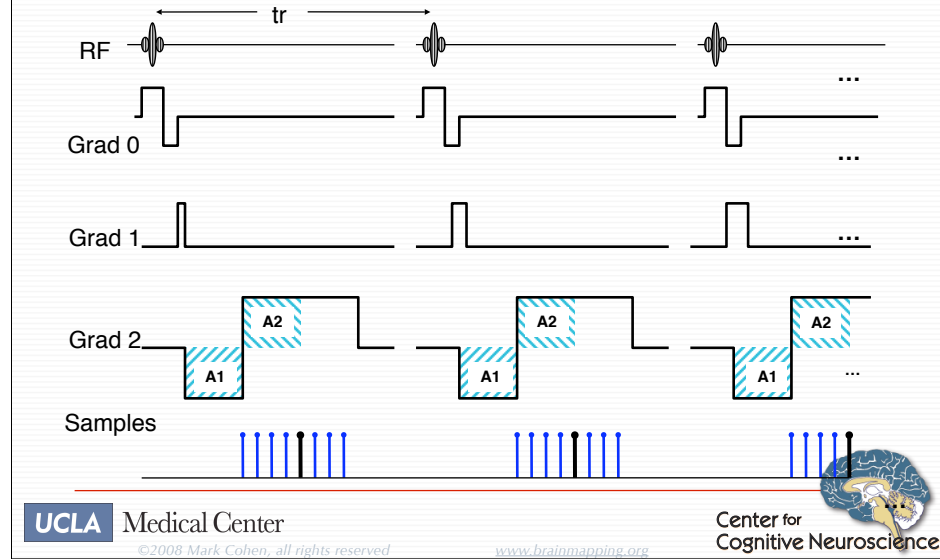 tr
RF
...
Grad 0
...
Grad 1
...
A2 A2 A2
Grad 2
A1 A1 A1 ...
Samples
...
UCLA Medical Center
Center for
Cognitive Neuroscience
©2008 Mark Cohen, all rights reserved www.brainmapping.org